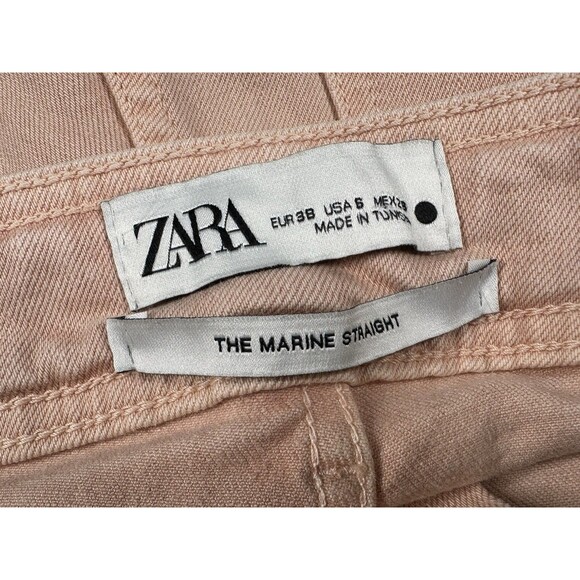 ZARA
EUR 38 USA 6 MEX 28
MADE IN TUNISIA
THE MARINE STRAIGHT